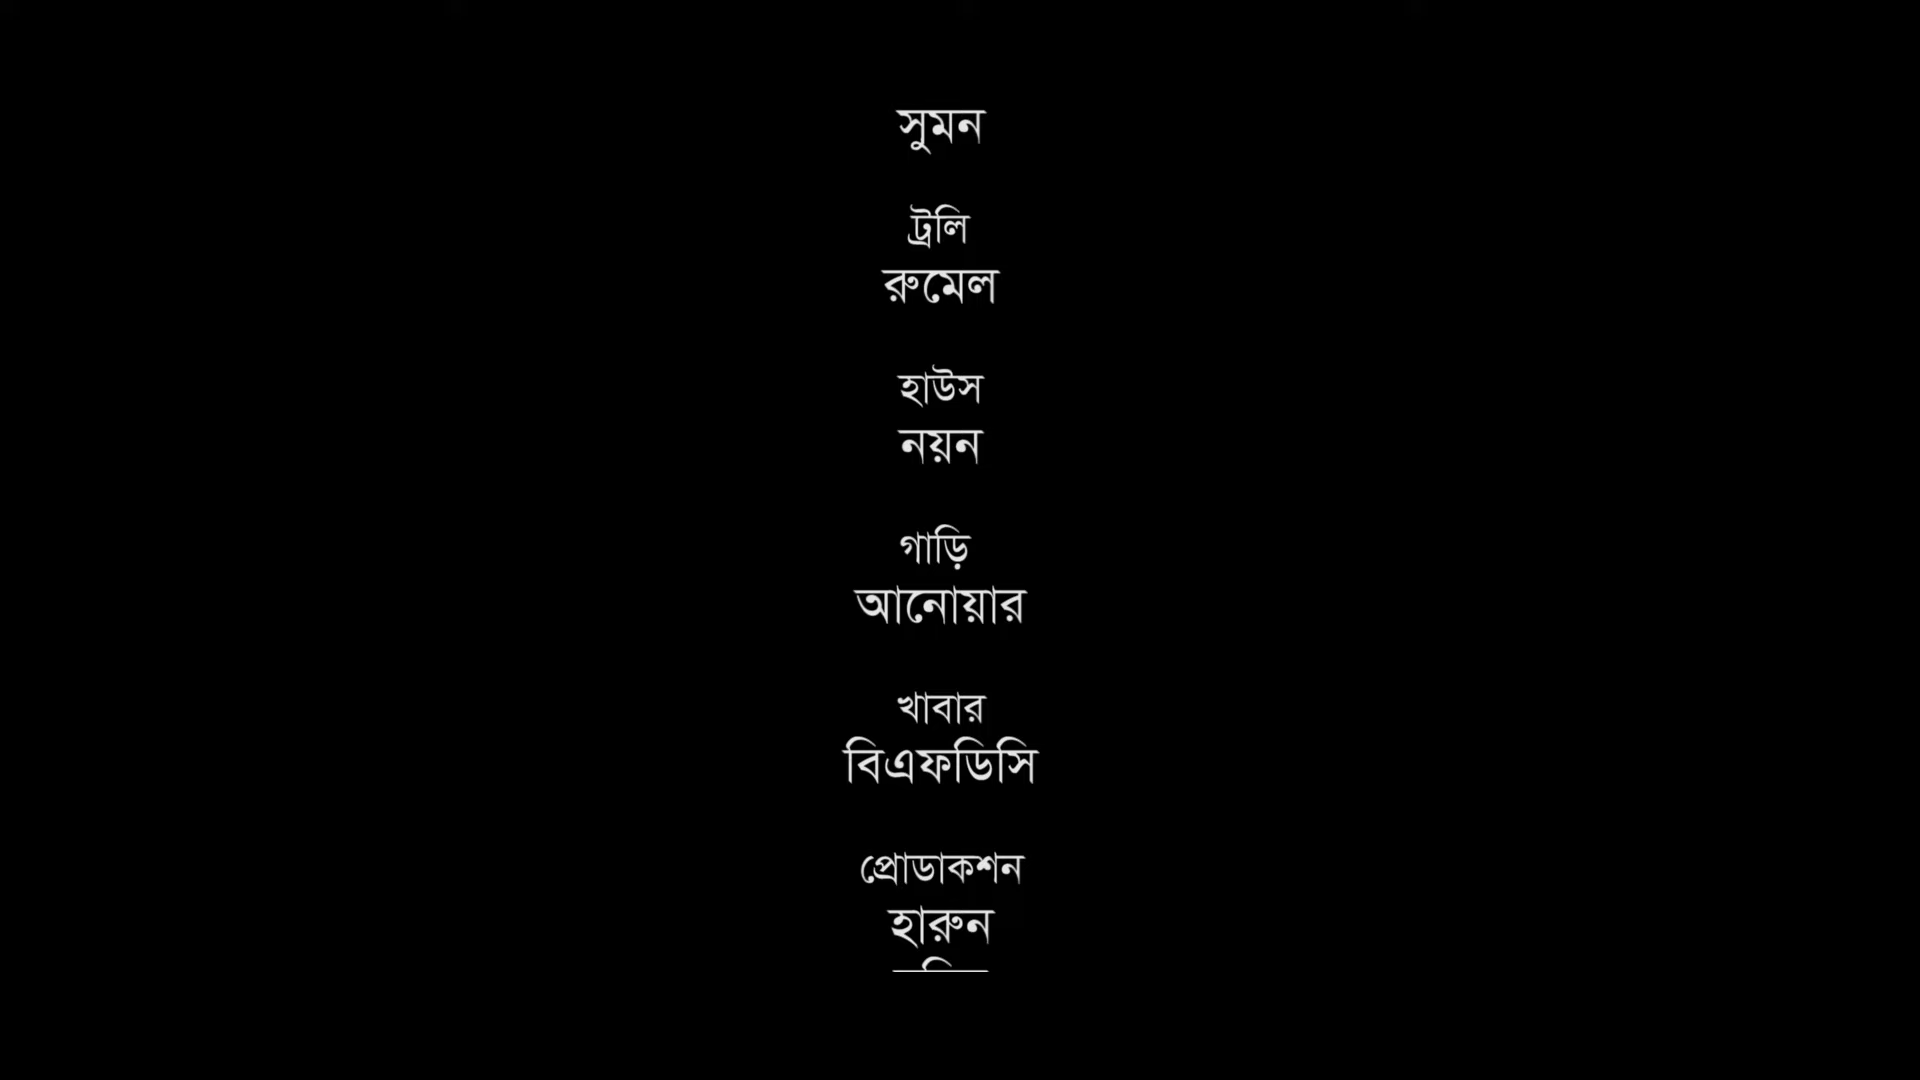 সুমন
ট্রলি
রুমেল
হাউস
নয়ন
গাড়ি
আনোয়ার
খাবার
বিএফডিসি
প্রোডাকশন
হারুন